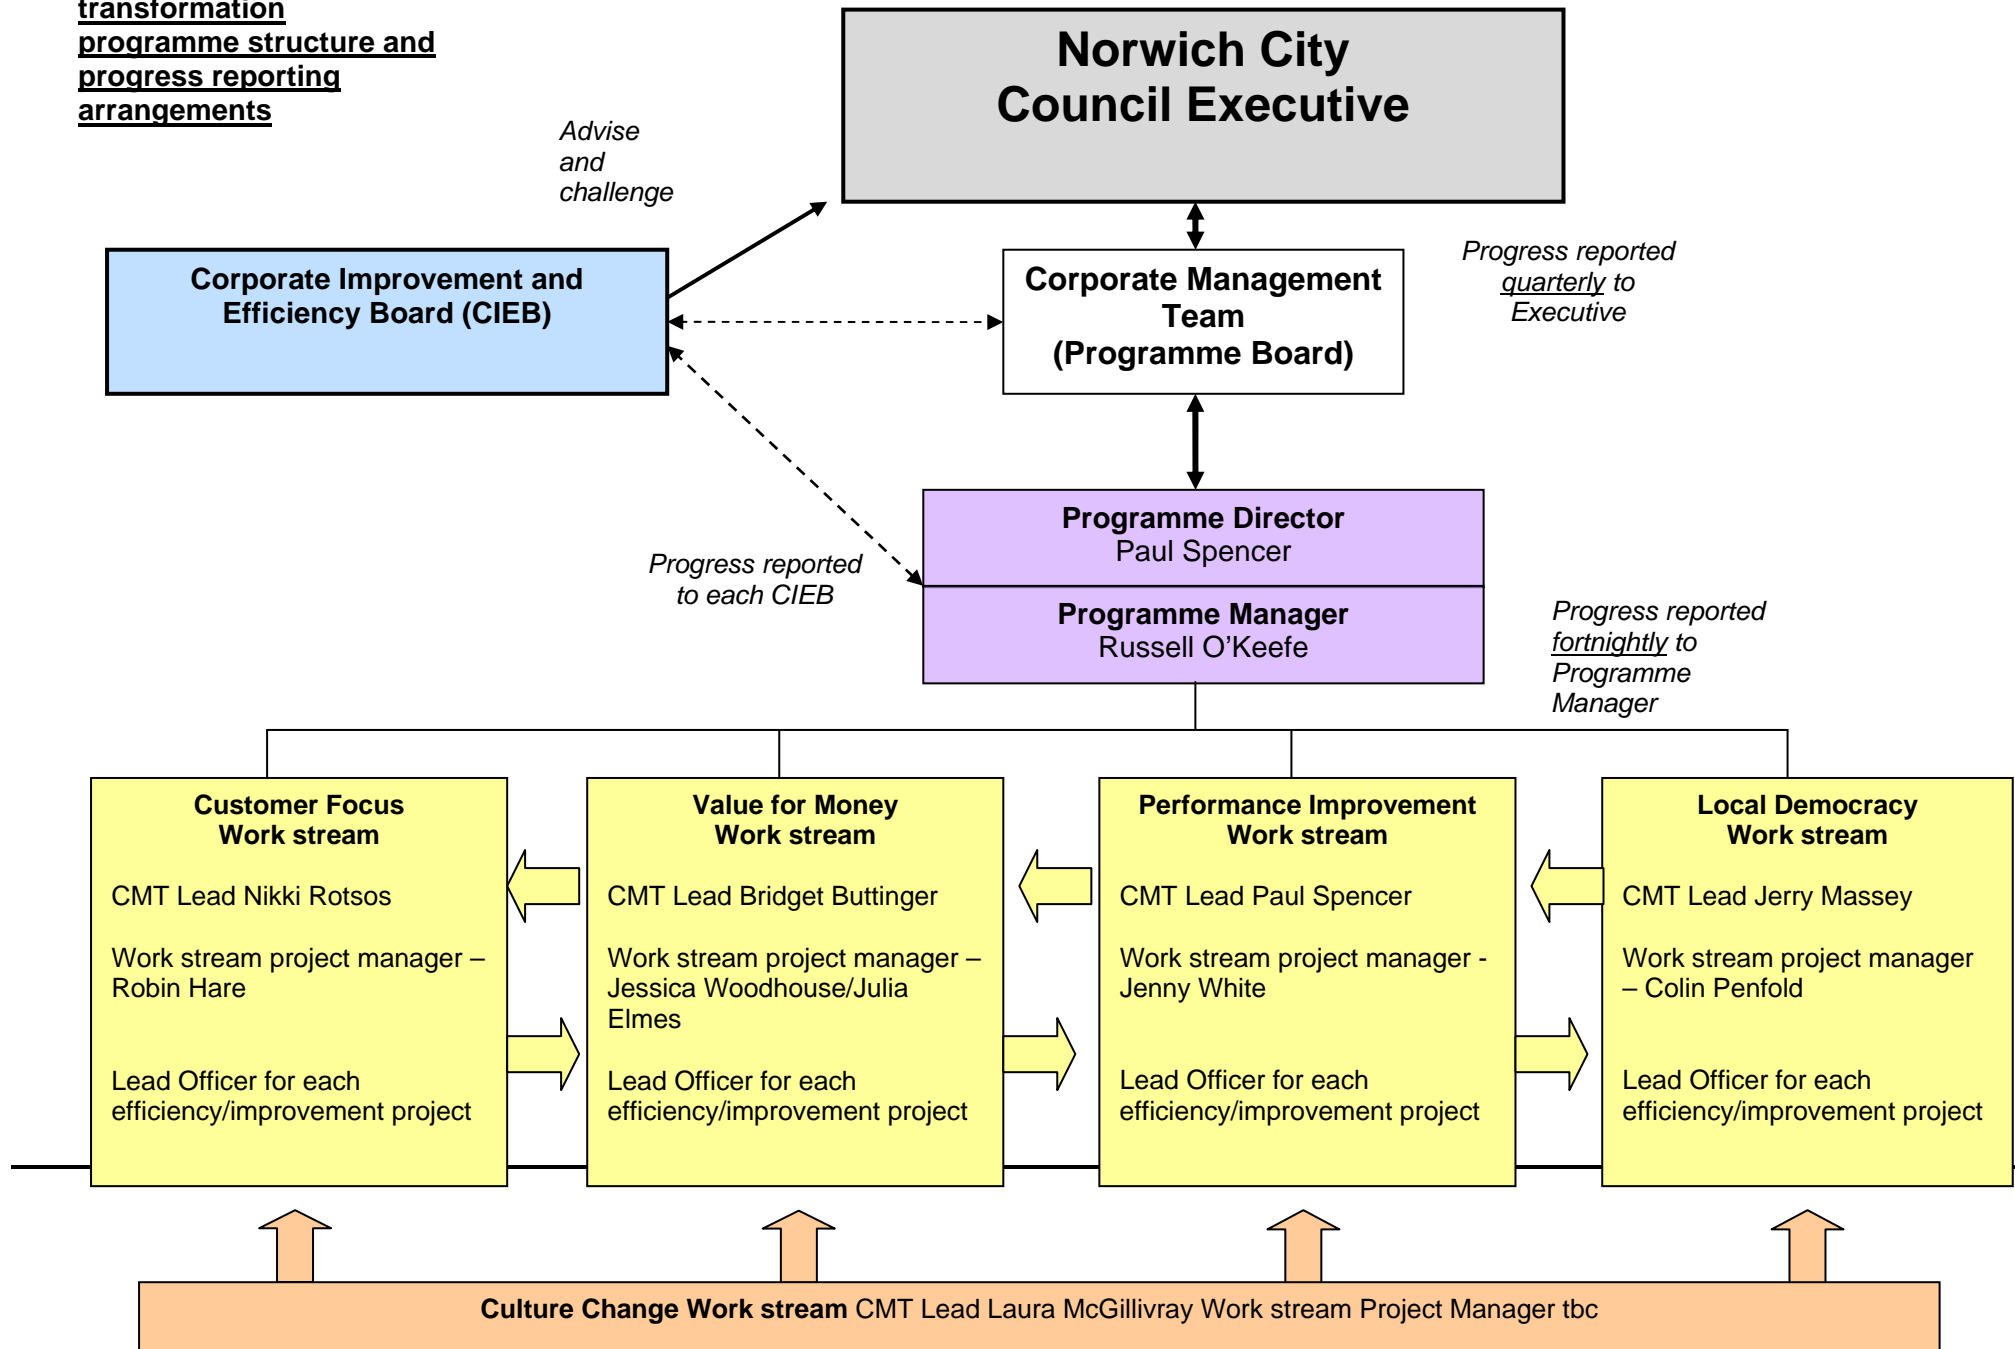 transformation
programme structure and
progress reporting
arrangements
Norwich City
Council Executive
Advise
and
challenge
Corporate Improvement and
Efficiency Board (CIEB)
Corporate Management
Team
(Programme Board)
Progress reported
quarterly to
Executive
Programme Director
Paul Spencer
Progress reported
to each CIEB
Programme Manager
Russell O’Keefe
Progress reported
fortnightly to
Programme
Manager
Customer Focus
Work stream
CMT Lead Nikki Rotsos
Work stream project manager –
Robin Hare
Lead Officer for each
efficiency/improvement project
Value for Money
Work stream
CMT Lead Bridget Buttinger
Work stream project manager –
Jessica Woodhouse/Julia
Elmes
Lead Officer for each
efficiency/improvement project
Performance Improvement
Work stream
CMT Lead Paul Spencer
Work stream project manager -
Jenny White
Lead Officer for each
efficiency/improvement project
Local Democracy
Work stream
CMT Lead Jerry Massey
Work stream project manager
– Colin Penfold
Lead Officer for each
efficiency/improvement project
Culture Change Work stream CMT Lead Laura McGillivray Work stream Project Manager tbc